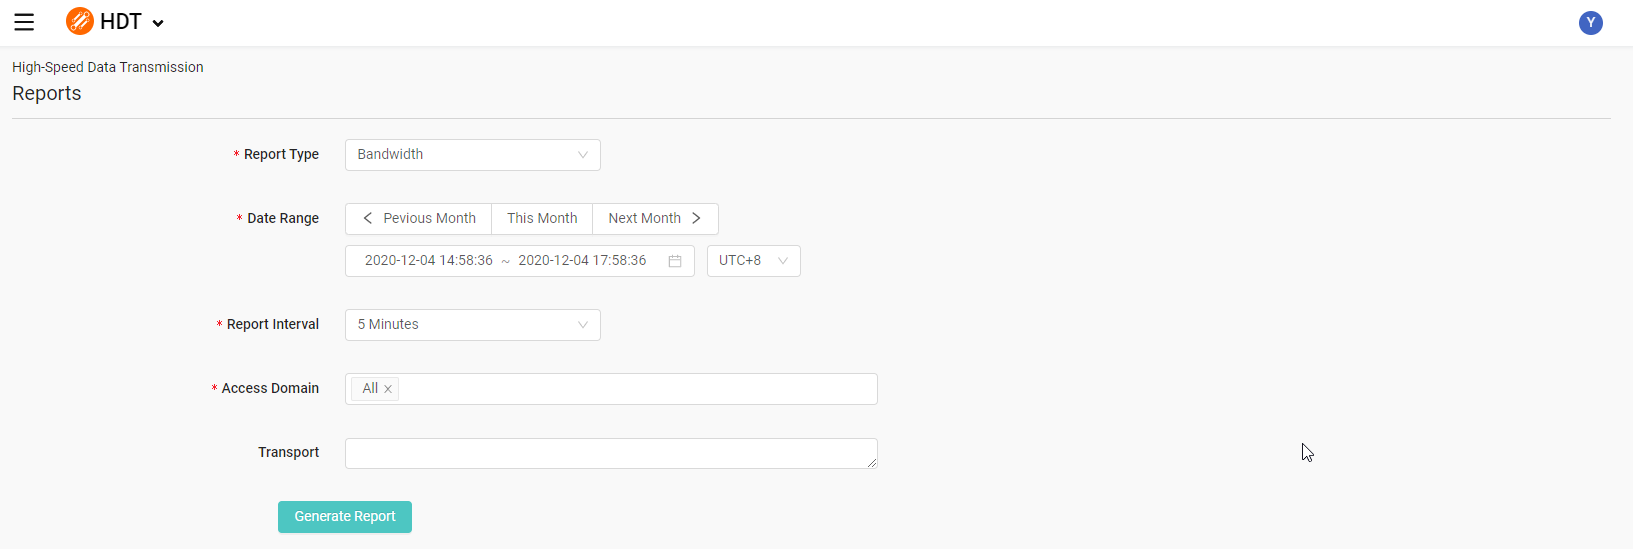 HDT
Y
High-Speed Data Transmission
Reports
* Report Type Bandwidth
* Date Range Pevious Month This Month Next Month
2020-12-04 14:58:36 ~ 2020-12-04 17:58:36 UTC+8
* Report Interval 5 Minutes
* Access Domain All
Transport
Generate Report